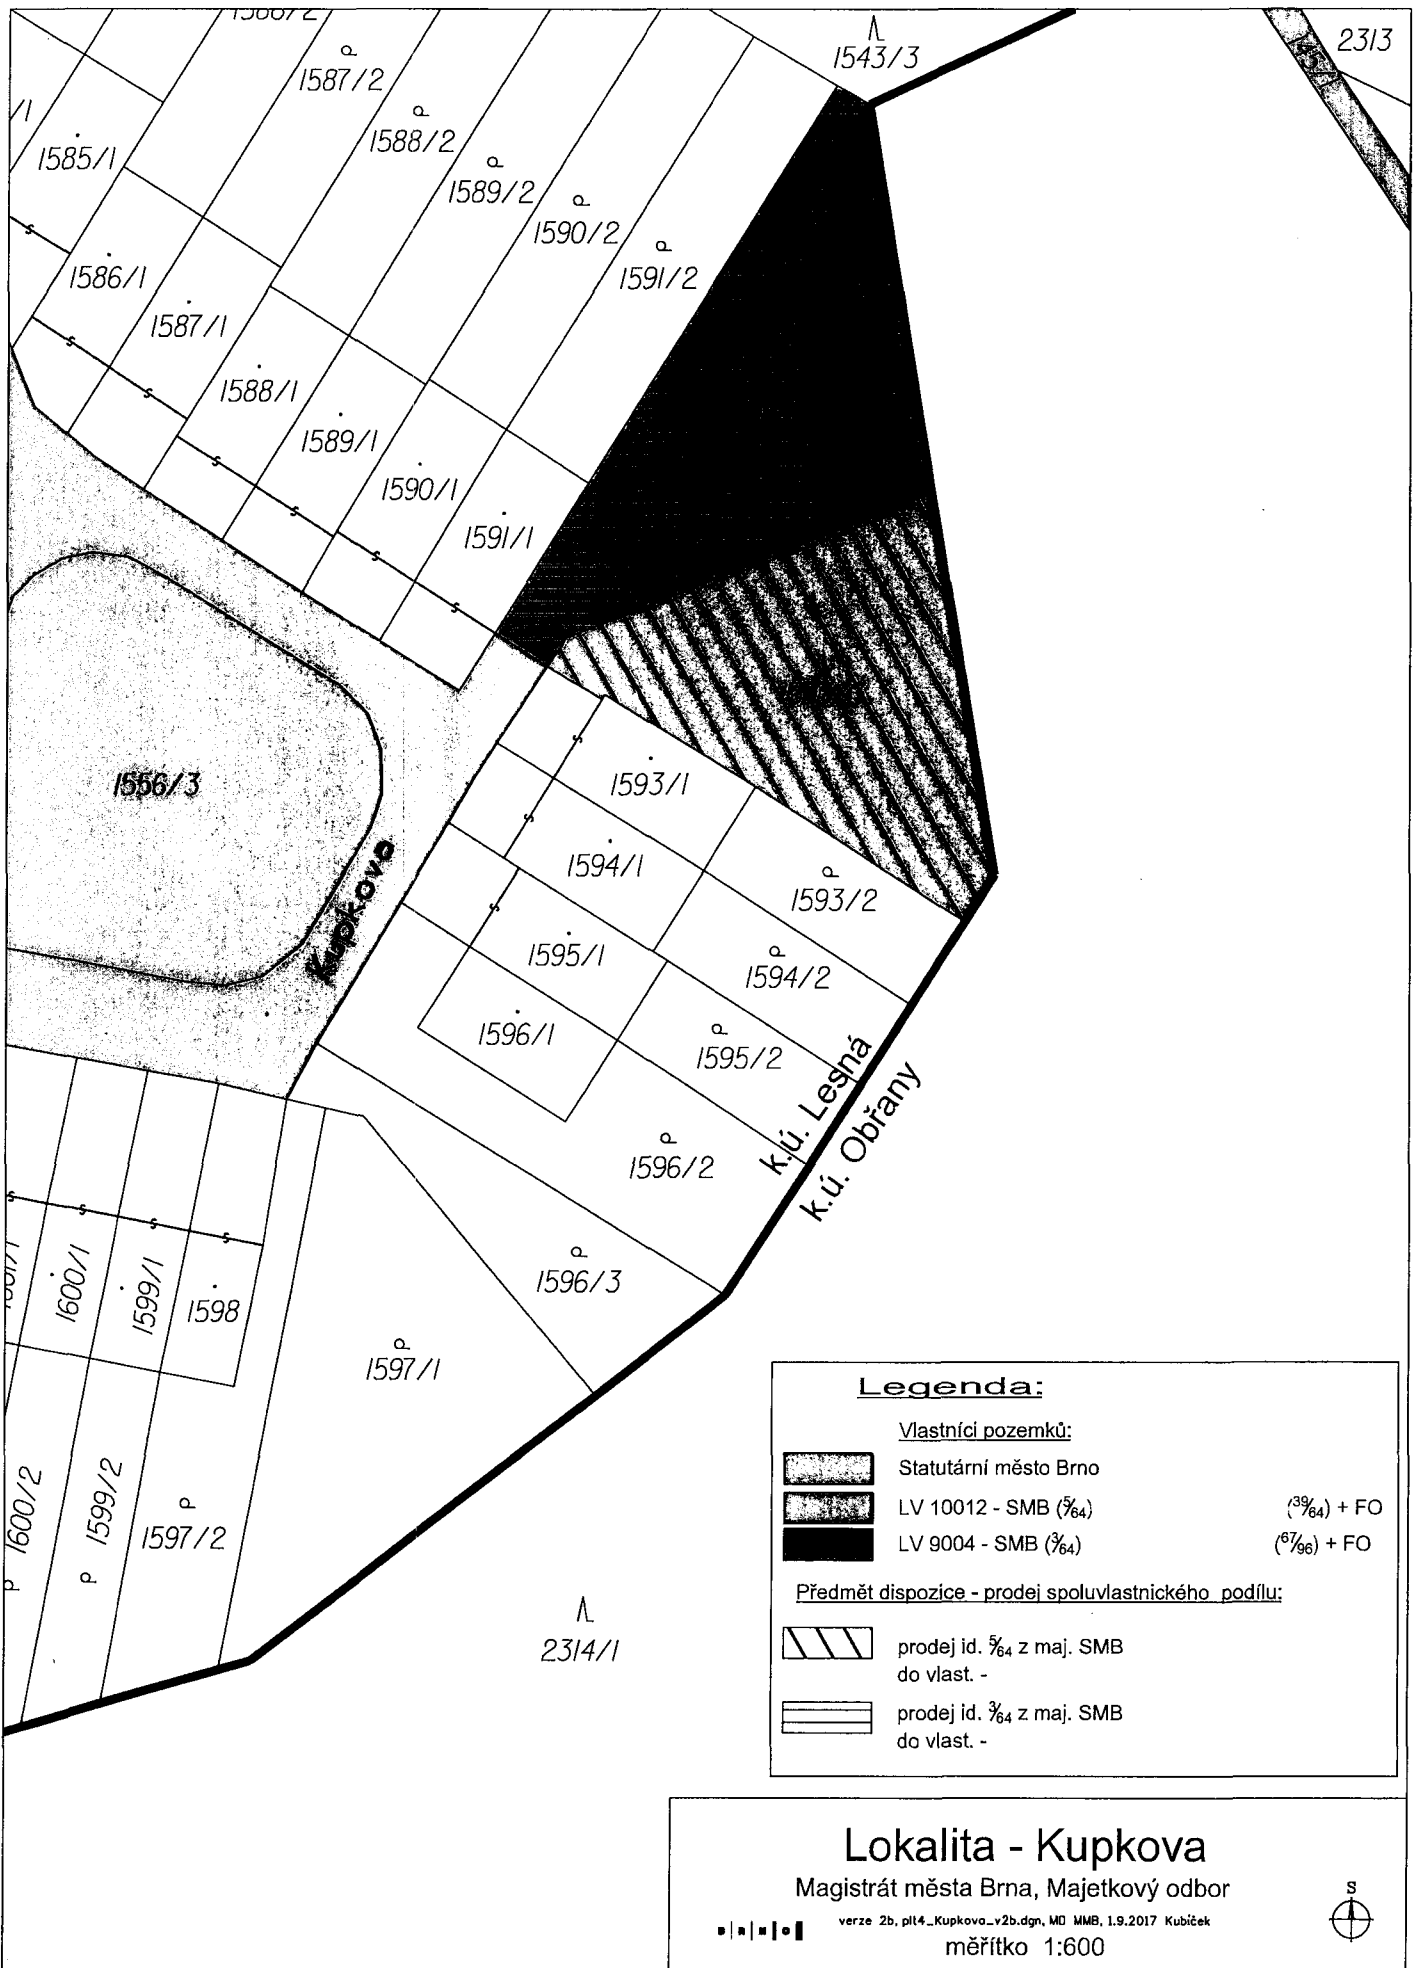 1586/2
1587/2
1588/2
1589/2
1590/2
1591/2
1543/3
2313
/1
1585/1
1586/1
1587/1
1588/1
1589/1
1590/1
1591/1
1556/3
Kupkova
1593/1
1594/1
1595/1
1596/1
1593/2
1594/2
1595/2
1596/2
1596/3
k.ú. Lesná
k.ú. Obřany
1600/1
1599/1
1598
1597/1
1600/2
1599/2
1597/2
2314/1
Legenda:
Vlastníci pozemků:
Statutární město Brno
LV 10012 - SMB (5/64) (39/64) + FO
LV 9004 - SMB (3/64) (67/96) + FO
Předmět dispozice - prodej spoluvlastnického podílu:
prodej id. 5/64 z maj. SMB
do vlast. -
prodej id. 3/64 z maj. SMB
do vlast. -
Lokalita - Kupkova
Magistrát města Brna, Majetkový odbor
verze 2b, plt4_Kupkova_v2b.dgn, MO MMB, 1.9.2017 Kubíček
měřítko 1:600
S